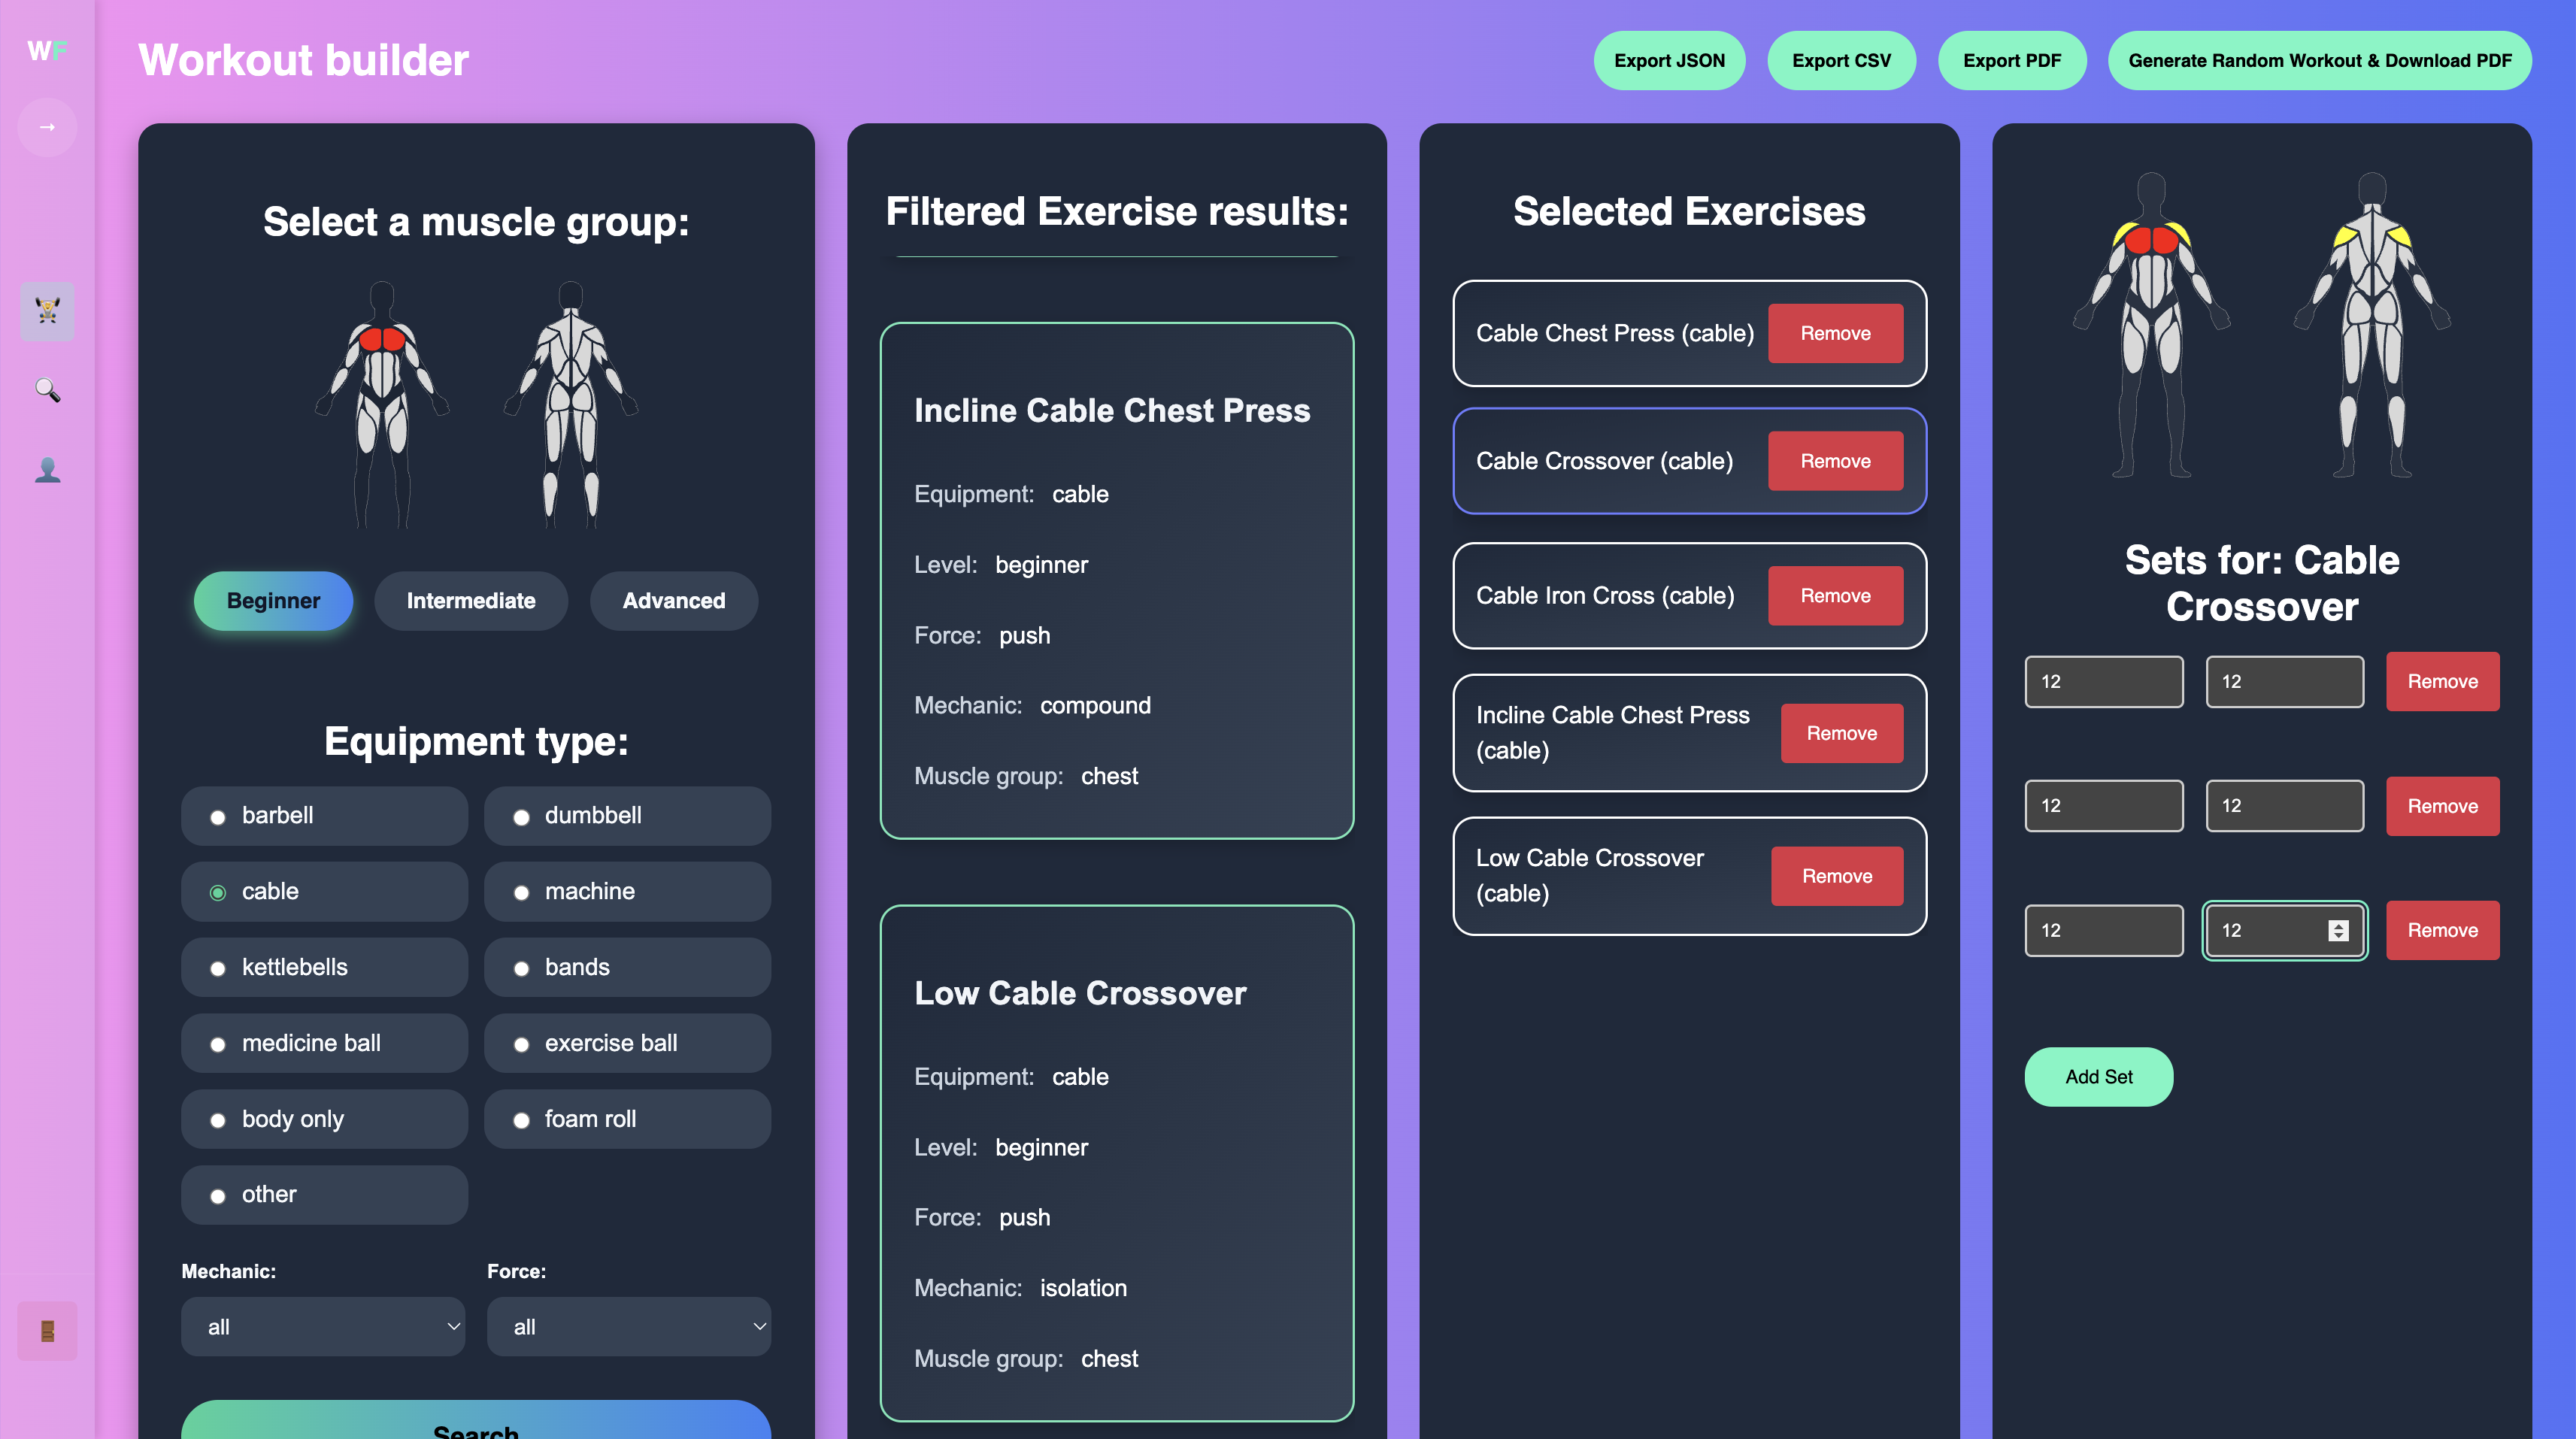 WF
→
Workout builder
Export JSON
Export CSV
Export PDF
Generate Random Workout & Download PDF
Select a muscle group:
Beginner
Intermediate
Advanced
Equipment type:
barbell
dumbbell
cable
machine
kettlebells
bands
medicine ball
exercise ball
body only
foam roll
other
Mechanic:
Force:
all
all
Search
Filtered Exercise results:
Incline Cable Chest Press
Equipment: cable
Level: beginner
Force: push
Mechanic: compound
Muscle group: chest
Low Cable Crossover
Equipment: cable
Level: beginner
Force: push
Mechanic: isolation
Muscle group: chest
Selected Exercises
Cable Chest Press (cable)
Remove
Cable Crossover (cable)
Remove
Cable Iron Cross (cable)
Remove
Incline Cable Chest Press
(cable)
Remove
Low Cable Crossover
(cable)
Remove
Sets for: Cable
Crossover
12
12
Remove
12
12
Remove
12
12
Remove
Add Set